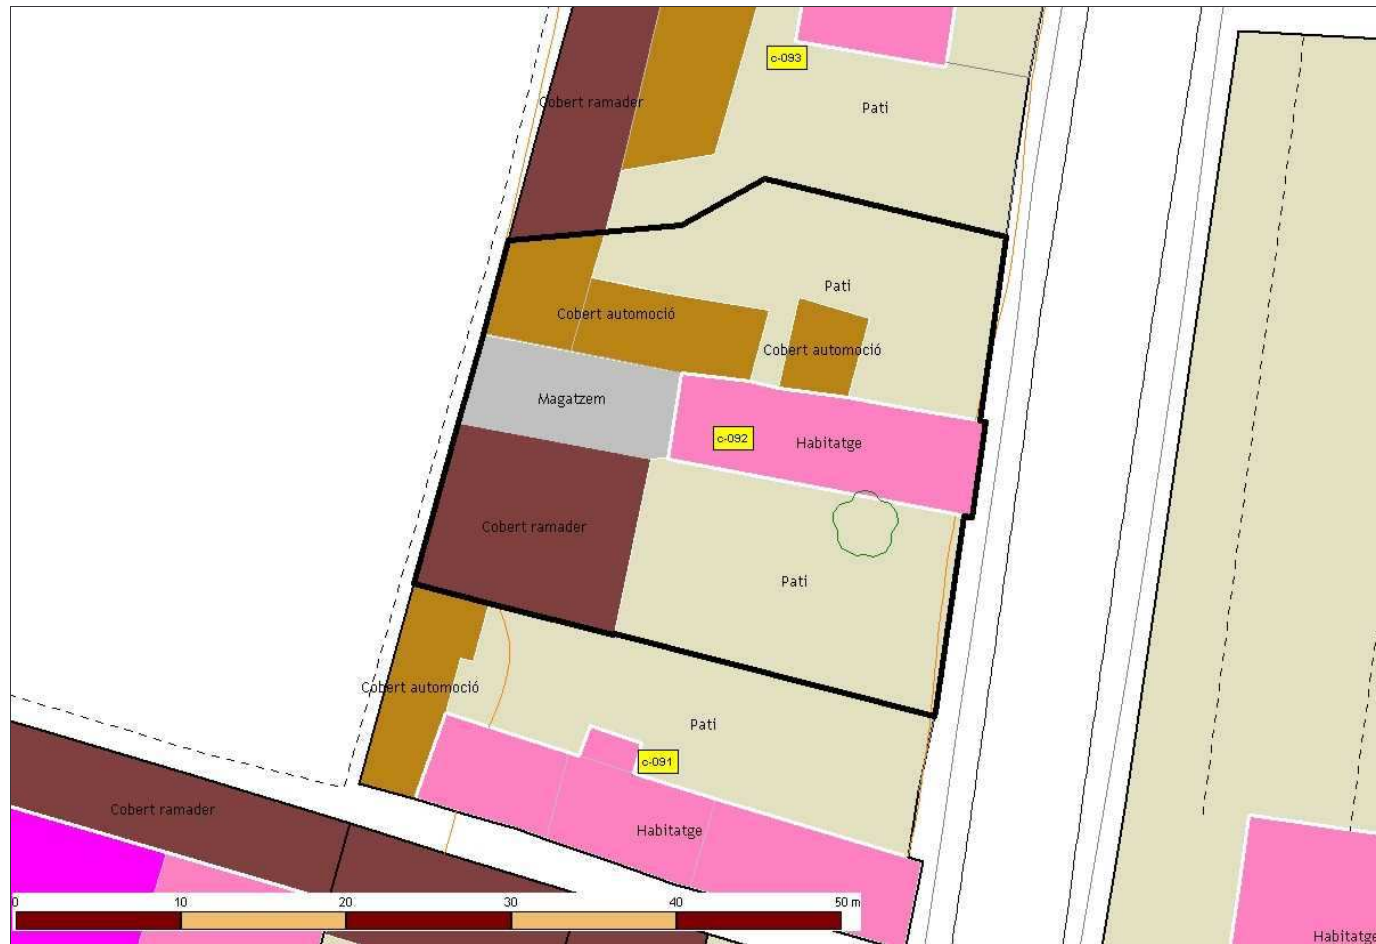 c-093
Cobert ramader
Pati
Pati
Cobert automoció
Cobert automoció
Magatzem
c-092
Habitatge
Cobert ramader
Pati
Cobert automoció
Pati
c-091
Cobert ramader
Habitatge
0 10 20 30 40 50 m
Habitatge